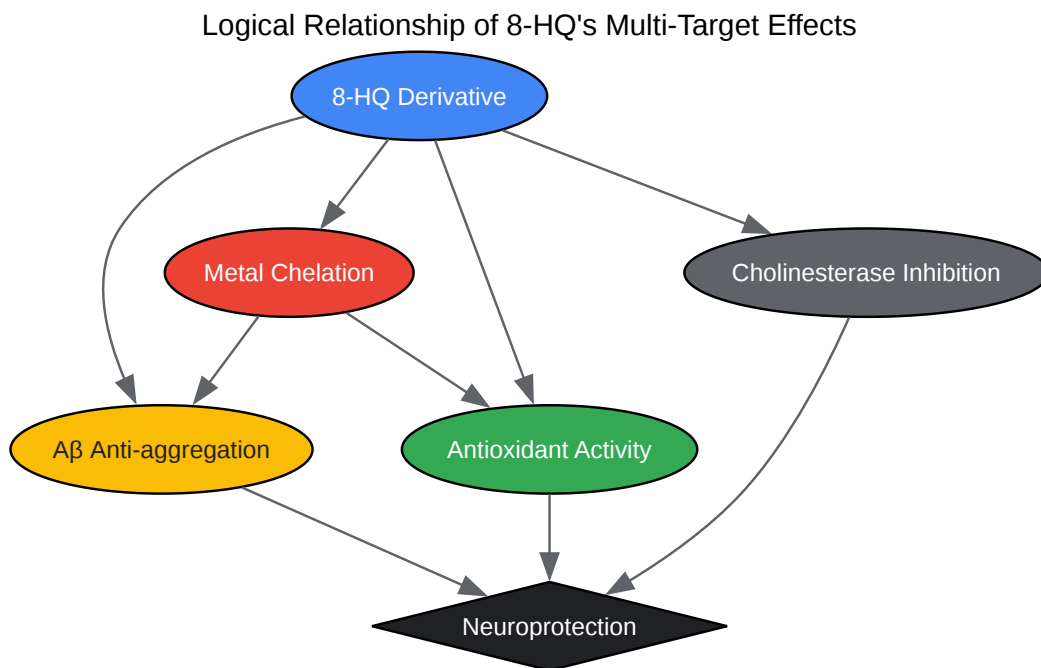 Logical Relationship of 8-HQ's Multi-Target Effects
8-HQ Derivative
Metal Chelation
Cholinesterase Inhibition
Aβ Anti-aggregation
Antioxidant Activity
Neuroprotection